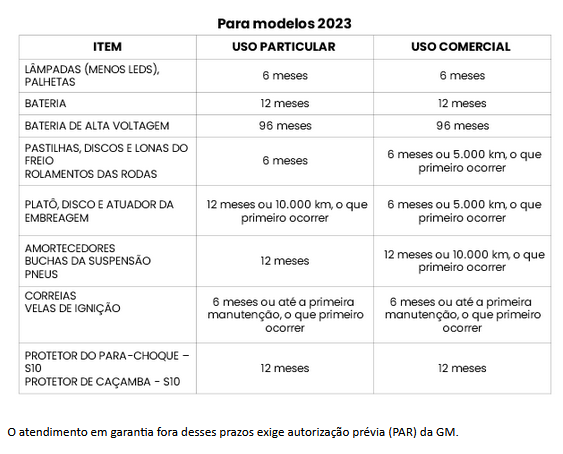 Para modelos 2023
ITEM USO PARTICULAR USO COMERCIAL
LÂMPADAS (MENOS LEDS),
PALHETAS
6 meses 6 meses
BATERIA 12 meses 12 meses
BATERIA DE ALTA VOLTAGEM 96 meses 96 meses
PASTILHAS, DISCOS E LONAS DO
FREIO
ROLAMENTOS DAS RODAS
6 meses
6 meses ou 5.000 km, o que
primeiro ocorrer
PLATÔ, DISCO E ATUADOR DA
EMBREAGEM
12 meses ou 10.000 km, o que
primeiro ocorrer
6 meses ou 5.000 km, o que
primeiro ocorrer
AMORTECEDORES
BUCHAS DA SUSPENSÃO
PNEUS
12 meses
12 meses ou 10.000 km, o que
primeiro ocorrer
CORREIAS
VELAS DE IGNIÇÃO
6 meses ou até a primeira
manutenção, o que primeiro
ocorrer
6 meses ou até a primeira
manutenção, o que primeiro
ocorrer
PROTETOR DO PARA-CHOQUE –
S10
PROTETOR DE CAÇAMBA - S10
12 meses 12 meses
O atendimento em garantia fora desses prazos exige autorização prévia (PAR) da GM.